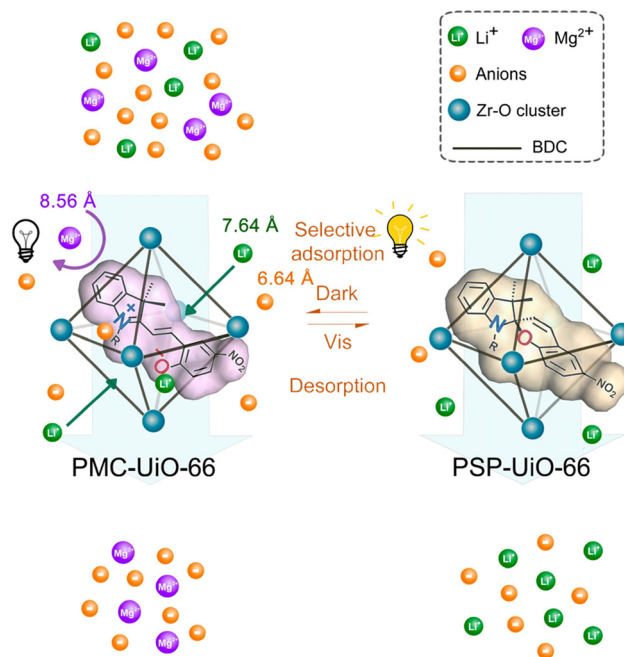 Li⁺ Mg²⁺
Li⁺ Mg²⁺
Anions
Zr-O cluster
BDC
Li⁺
Li⁺
Mg²⁺
Li⁺
Mg²⁺
Mg²⁺
Mg²⁺
Li⁺
8.56 Å
Mg²⁺
7.64 Å
Li⁺
6.64 Å
Selective
adsorption
Dark
Vis
Desorption
N
+
R
O
NO₂
Li⁺
Li⁺
PMC-UiO-66
Li⁺
N
R
O
NO₂
Li⁺
Li⁺
PSP-UiO-66
Mg²⁺
Mg²⁺
Mg²⁺
Mg²⁺
Li⁺
Li⁺
Li⁺
Li⁺
Li⁺
Li⁺